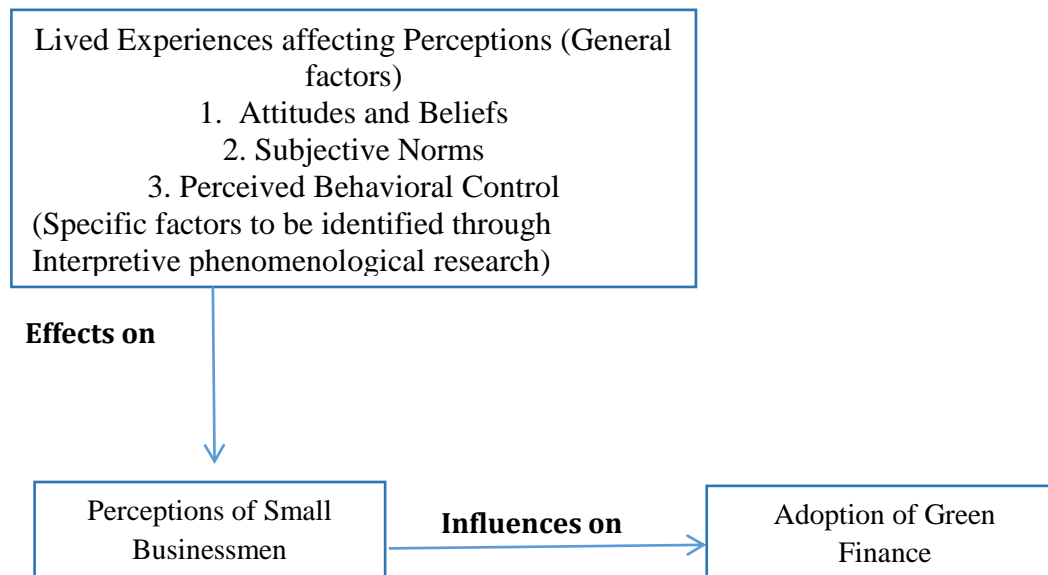 Lived Experiences affecting Perceptions (General
factors)
1. Attitudes and Beliefs
2. Subjective Norms
3. Perceived Behavioral Control
(Specific factors to be identified through
Interpretive phenomenological research)
Effects on
Perceptions of Small
Businessmen
Influences on
Adoption of Green
Finance